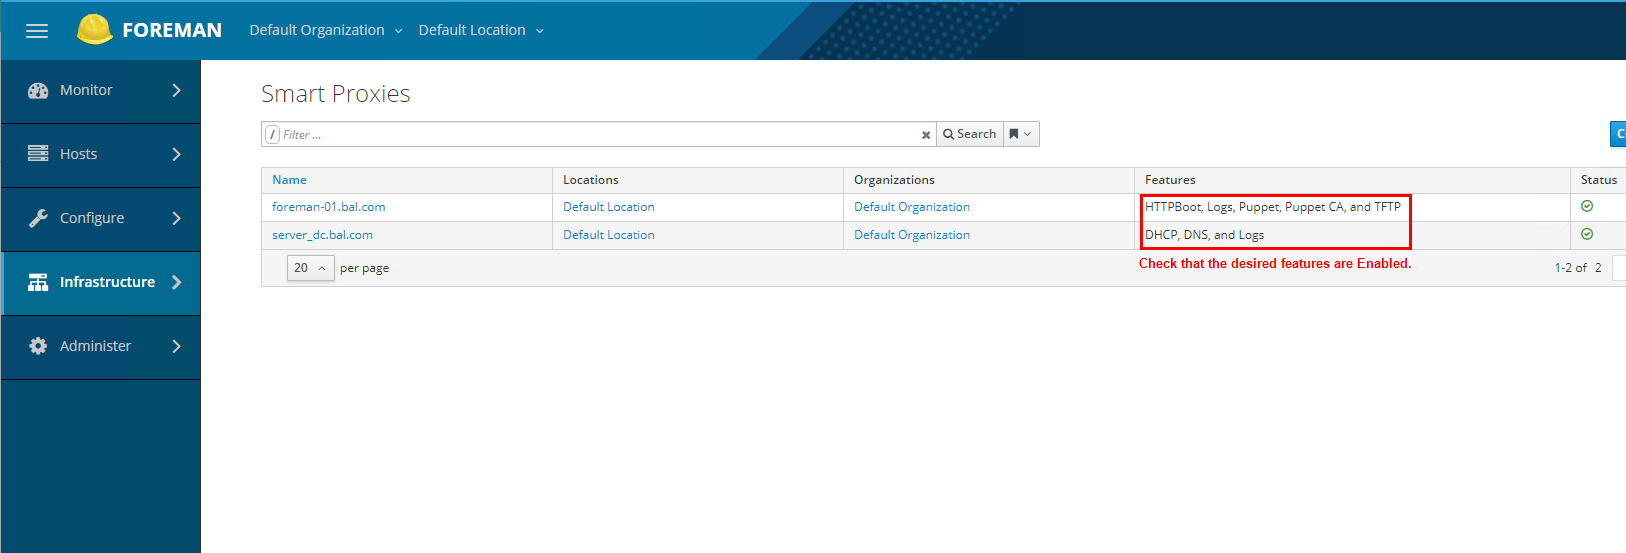 FOREMAN Default Organization Default Location
Monitor
Hosts
Configure
Infrastructure
Administer
Smart Proxies
/ Filter ... Search
Name Locations Organizations Features Status
foreman-01.bal.com Default Location Default Organization HTTPBoot, Logs, Puppet, Puppet CA, and TFTP
server_dc.bal.com Default Location Default Organization DHCP, DNS, and Logs
20 per page 1-2 of 2
Check that the desired features are Enabled.